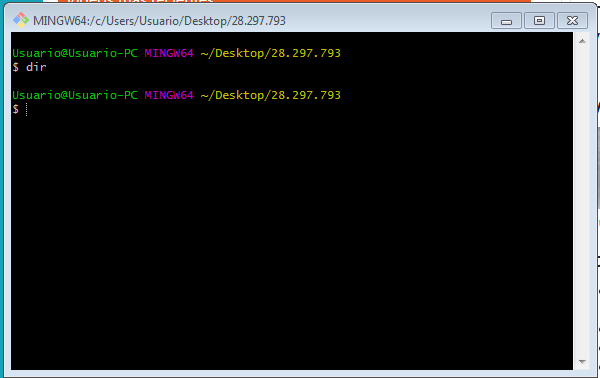 MINGW64:/c/Users/Usuario/Desktop/28.297.793
Usuario@Usuario-PC MINGW64 ~/Desktop/28.297.793
$ dir
Usuario@Usuario-PC MINGW64 ~/Desktop/28.297.793
$